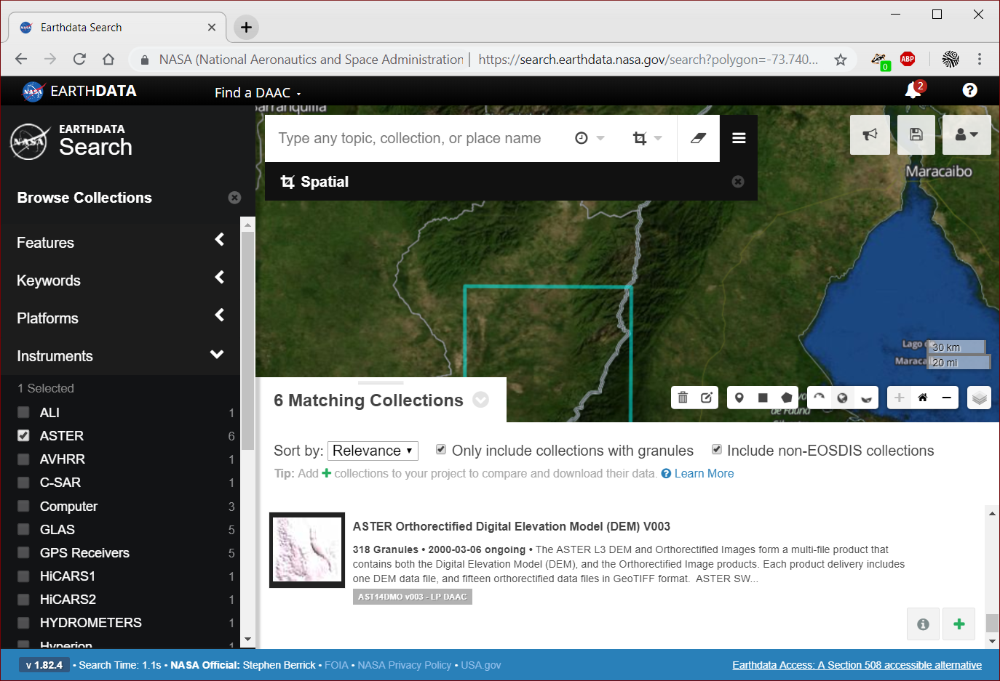 Earthdata Search
NASA (National Aeronautics and Space Administration | https://search.earthdata.nasa.gov/search?polygon=-73.740...
0
ABP
NASA EARTHDATA
Find a DAAC
2
NASA EARTHDATA
Search
Barranquilla
Type any topic, collection, or place name
Spatial
Maracaibo
Browse Collections
Features
Keywords
Platforms
Instruments
1 Selected
ALI 1
ASTER 6
AVHRR 1
C-SAR 1
Computer 3
GLAS 5
GPS Receivers 5
HiCARS1 1
HiCARS2 1
HYDROMETERS 1
Hyperion 1
Lago de
30 km
20 mi
de Fauna
6 Matching Collections
Sort by: Relevance Only include collections with granules Include non-EOSDIS collections
Tip: Add + collections to your project to compare and download their data. ? Learn More
ASTER Orthorectified Digital Elevation Model (DEM) V003
318 Granules • 2000-03-06 ongoing • The ASTER L3 DEM and Orthorectified Images form a multi-file product that
contains both the Digital Elevation Model (DEM), and the Orthorectified Image products. Each product delivery includes
one DEM data file, and fifteen orthorectified data files in GeoTIFF format. ASTER SW...
AST14DMO v003 - LP DAAC
v 1.82.4 • Search Time: 1.1s • NASA Official: Stephen Berrick • FOIA • NASA Privacy Policy • USA.gov
Earthdata Access: A Section 508 accessible alternative